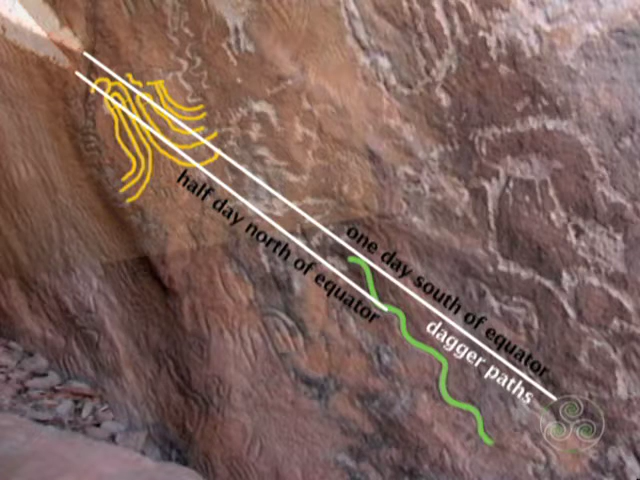 half day north of equator
one day south of equator
dagger paths